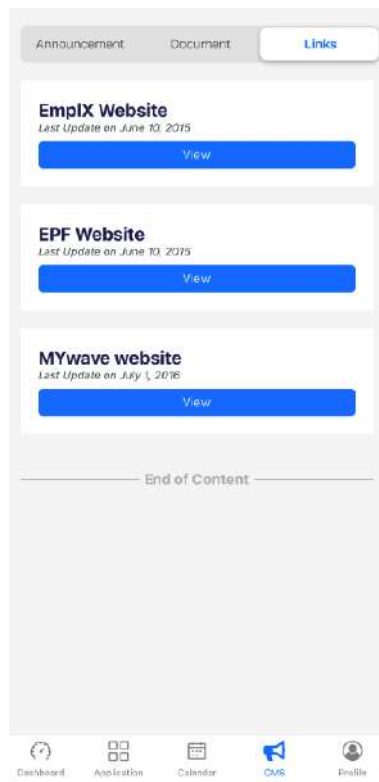 Announcement Document Links
EmplX Website
Last Update on June 10, 2015
View
EPF Website
Last Update on June 10, 2015
View
MYwave website
Last Update on July 1, 2016
View
End of Content
Dashboard Application Calendar CMS Profile